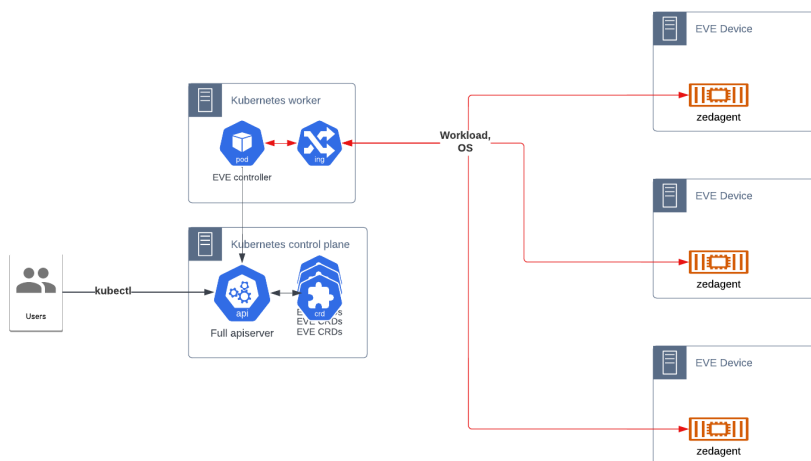 EVE Device
zedagent
Kubernetes worker
pod
ing
EVE controller
Workload,
OS
EVE Device
zedagent
Kubernetes control plane
Users
kubectl
api
Full apiserver
crd
EVE CRDs
EVE CRDs
EVE Device
zedagent